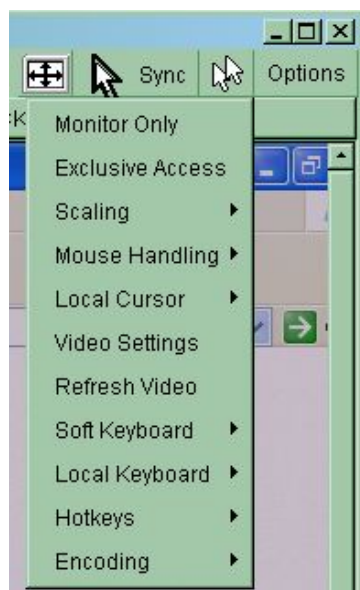 Sync Options
K
Monitor Only
Exclusive Access
Scaling
Mouse Handling
Local Cursor
Video Settings
Refresh Video
Soft Keyboard
Local Keyboard
Hotkeys
Encoding